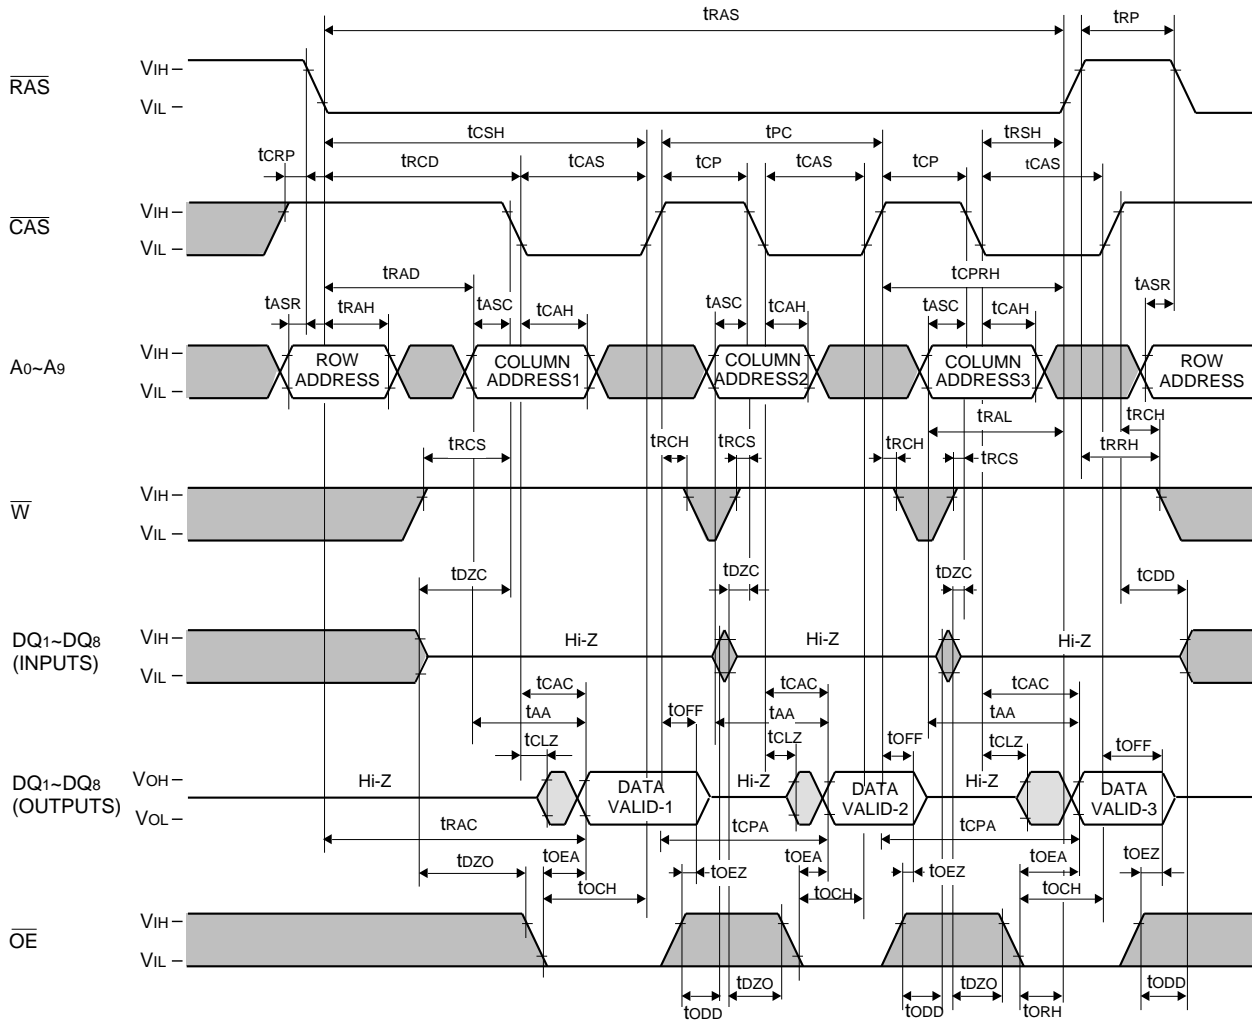 tRAS tRP
RAS VIH
VIL
tCSH tPC tRSH
tCRP tRCD tCAS tCP tCAS tCP tCAS
CAS VIH
VIL
tRAD tCPRH
tASR tRAH tASC tCAH tASC tCAH tASC tCAH tASR
A0~A9 VIH
VIL
ROW ADDRESS
COLUMN ADDRESS1
COLUMN ADDRESS2
COLUMN ADDRESS3
ROW ADDRESS
tRAL tRCH
tRCS tRCH tRCS tRCH tRCS tRRH
W VIH
VIL
tDZC tDZC tDZC tCDD
DQ1~DQ8 (INPUTS) VIH
VIL
Hi-Z Hi-Z Hi-Z
tCAC tCAC tCAC
tAA tOFF tAA tOFF tAA tOFF
tCLZ tCLZ tCLZ
DQ1~DQ8 (OUTPUTS) VOH
VOL
Hi-Z
DATA VALID-1
Hi-Z
DATA VALID-2
Hi-Z
DATA VALID-3
tRAC tCPA tCPA
tDZO tOEA tOEZ tOEA tOEZ tOEA tOEZ
tOCH tOCH tOCH
OE VIH
VIL
tODD tDZO tODD tDZO tORH tODD